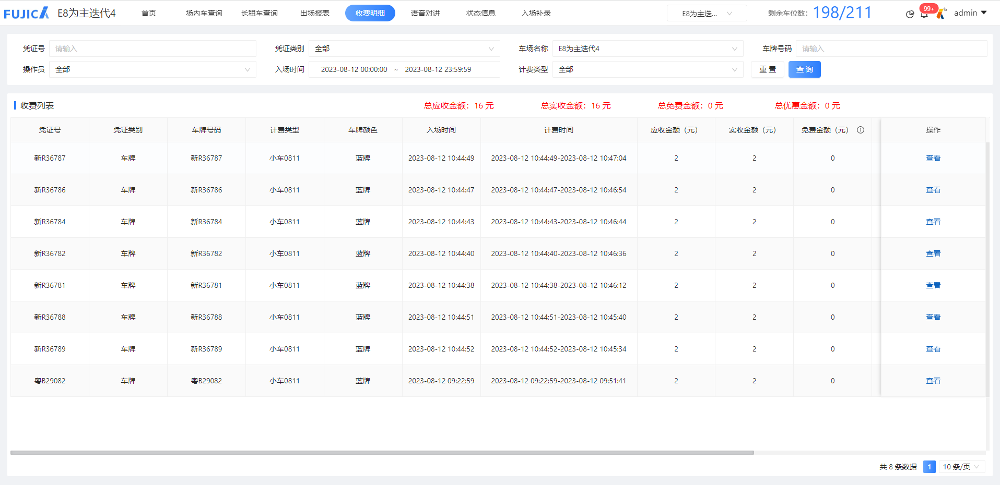 FUJICA E8为主迭代4 首页 场内车查询 长租车查询 出场报表 收费明细 语音对讲 状态信息 入场补录 E8为主迭... 剩余车位数: 198/211 99+ admin
凭证号 请输入 凭证类别 全部 车场名称 E8为主迭代4 车牌号码 请输入
操作员 全部 入场时间 2023-08-12 00:00:00 ~ 2023-08-12 23:59:59 计费类型 全部 重 置 查 询
收费列表 总应收金额：16 元 总实收金额：16 元 总免费金额：0 元 总优惠金额：0 元
凭证号 凭证类别 车牌号码 计费类型 车牌颜色 入场时间 计费时间 应收金额（元） 实收金额（元） 免费金额（元） 操作
新R36787 车牌 新R36787 小车0811 蓝牌 2023-08-12 10:44:49 2023-08-12 10:44:49-2023-08-12 10:47:04 2 2 0 查看
新R36786 车牌 新R36786 小车0811 蓝牌 2023-08-12 10:44:47 2023-08-12 10:44:47-2023-08-12 10:46:54 2 2 0 查看
新R36784 车牌 新R36784 小车0811 蓝牌 2023-08-12 10:44:43 2023-08-12 10:44:43-2023-08-12 10:46:44 2 2 0 查看
新R36782 车牌 新R36782 小车0811 蓝牌 2023-08-12 10:44:40 2023-08-12 10:44:40-2023-08-12 10:46:36 2 2 0 查看
新R36781 车牌 新R36781 小车0811 蓝牌 2023-08-12 10:44:38 2023-08-12 10:44:38-2023-08-12 10:46:12 2 2 0 查看
新R36788 车牌 新R36788 小车0811 蓝牌 2023-08-12 10:44:51 2023-08-12 10:44:51-2023-08-12 10:45:40 2 2 0 查看
新R36789 车牌 新R36789 小车0811 蓝牌 2023-08-12 10:44:52 2023-08-12 10:44:52-2023-08-12 10:45:34 2 2 0 查看
粤B29082 车牌 粤B29082 小车0811 蓝牌 2023-08-12 09:22:59 2023-08-12 09:22:59-2023-08-12 09:51:41 2 2 0 查看
共 8 条数据 1 10 条/页